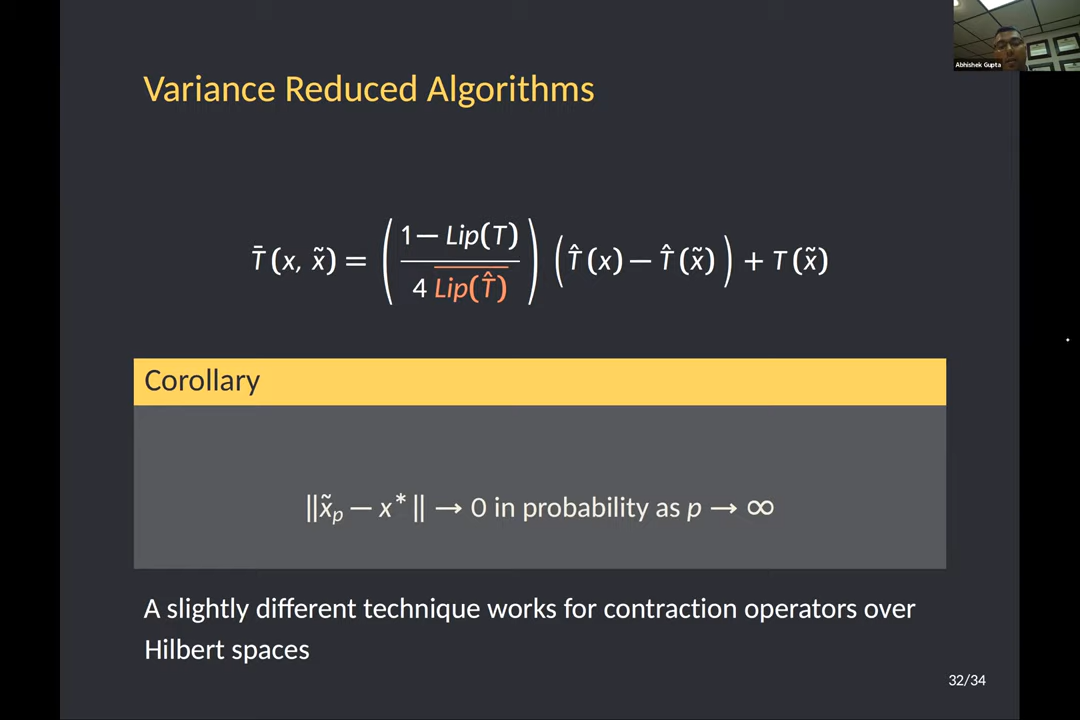 Abhishek Gupta
Variance Reduced Algorithms
T̄(x, x̃) = ( (1 − Lip(T)) / (4 \overline{Lip(T̂)}) ) (T̂(x) − T̂(x̃)) + T(x̃)
Corollary
‖x̃ₚ − x*‖ → 0 in probability as p → ∞
A slightly different technique works for contraction operators over
Hilbert spaces
32/34